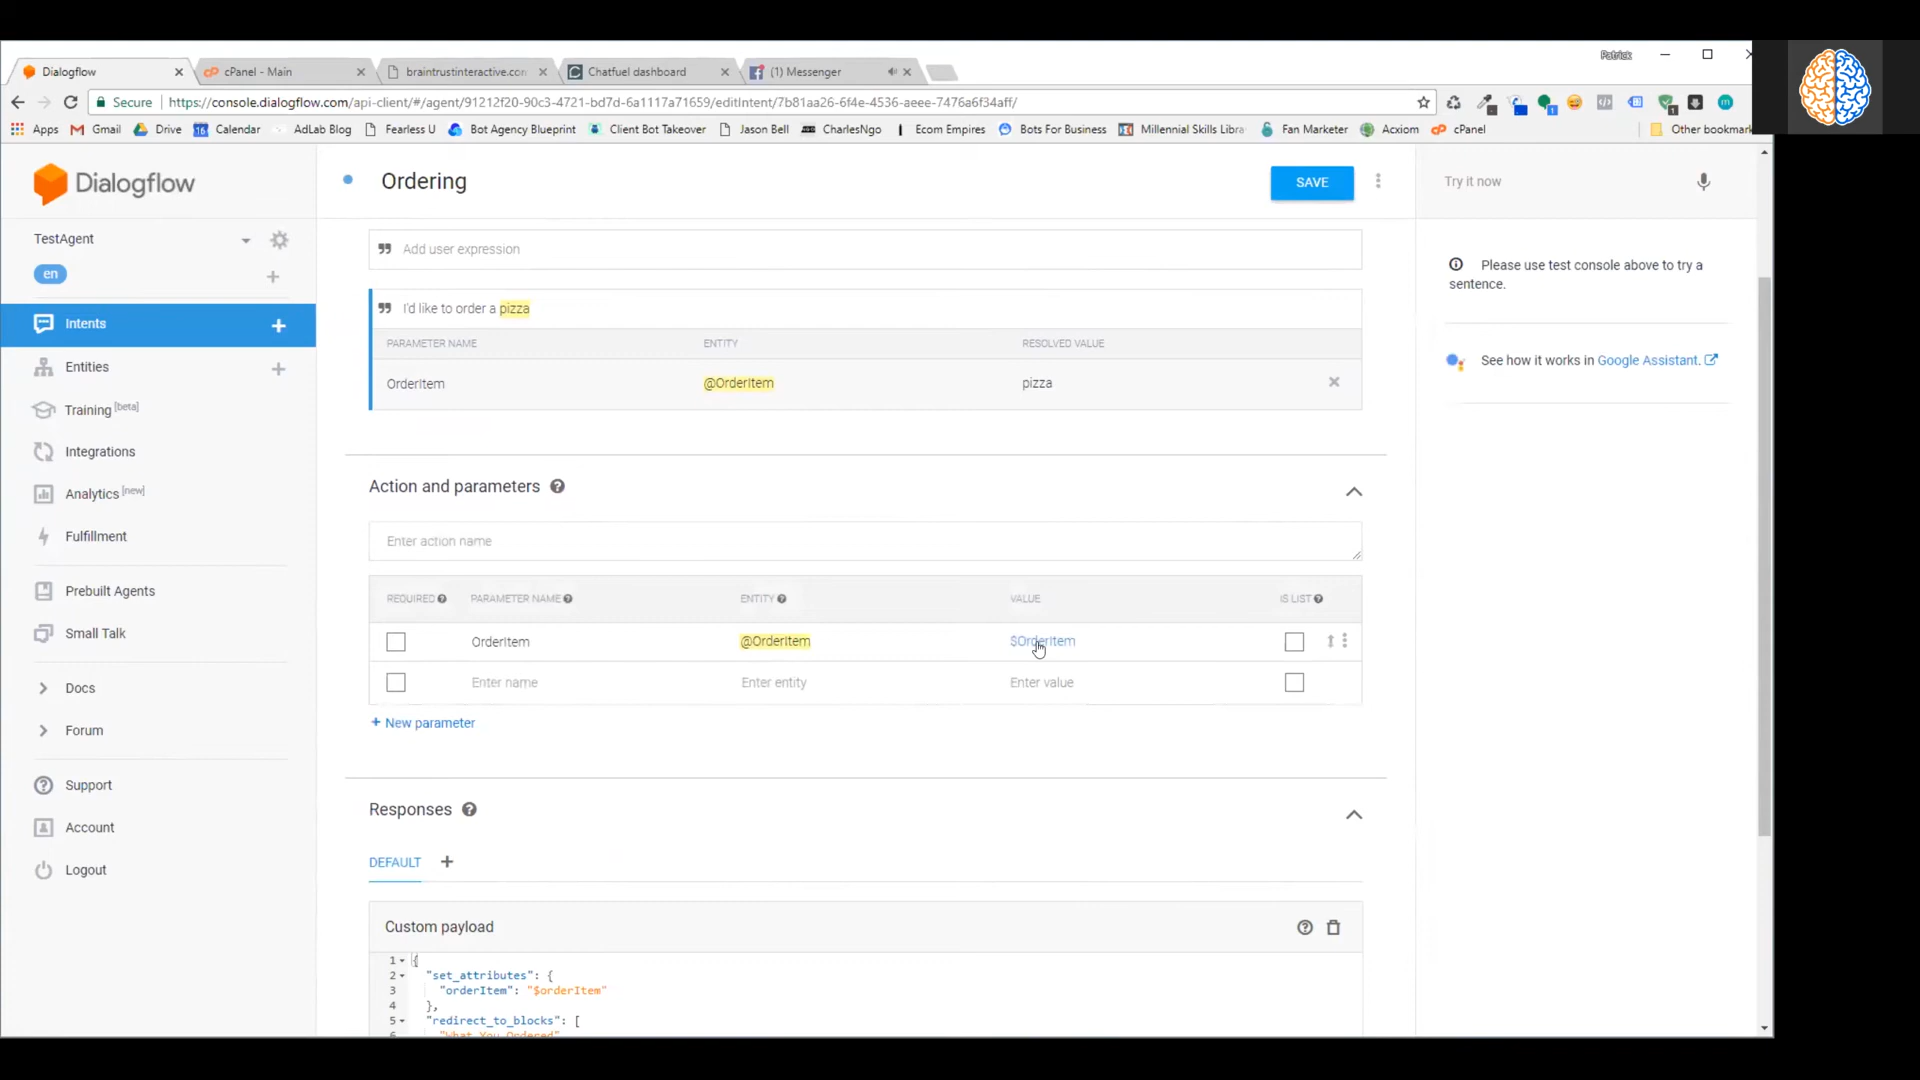 Patrick
Dialogflow
cPanel - Main
braintrustinteractive.com
Chatfuel dashboard
(1) Messenger
Secure
https://console.dialogflow.com/api-client/#/agent/91212f20-90c3-4721-bd7d-6a1117a71659/editIntent/7b81aa26-6f4e-4536-aeee-7476a6f34aff/
Apps
Gmail
Drive
Calendar
AdLab Blog
Fearless U
Bot Agency Blueprint
Client Bot Takeover
Jason Bell
CharlesNgo
Ecom Empires
Bots For Business
Millennial Skills Libra
Fan Marketer
Acxiom
cPanel
Other bookmark
Dialogflow
TestAgent
en
Intents
Entities
Training [beta]
Integrations
Analytics [new]
Fulfillment
Prebuilt Agents
Small Talk
Docs
Forum
Support
Account
Logout
Ordering
SAVE
Add user expression
I'd like to order a pizza
PARAMETER NAME ENTITY RESOLVED VALUE
OrderItem @OrderItem pizza
Action and parameters
Enter action name
REQUIRED PARAMETER NAME ENTITY VALUE IS LIST
OrderItem @OrderItem $OrderItem
Enter name Enter entity Enter value
+ New parameter
Responses
DEFAULT +
Custom payload
1 {
2 "set_attributes": {
3 "orderItem": "$orderItem"
4 },
5 "redirect_to_blocks": [
6 "What You Ordered"
Try it now
Please use test console above to try a
sentence.
See how it works in Google Assistant.